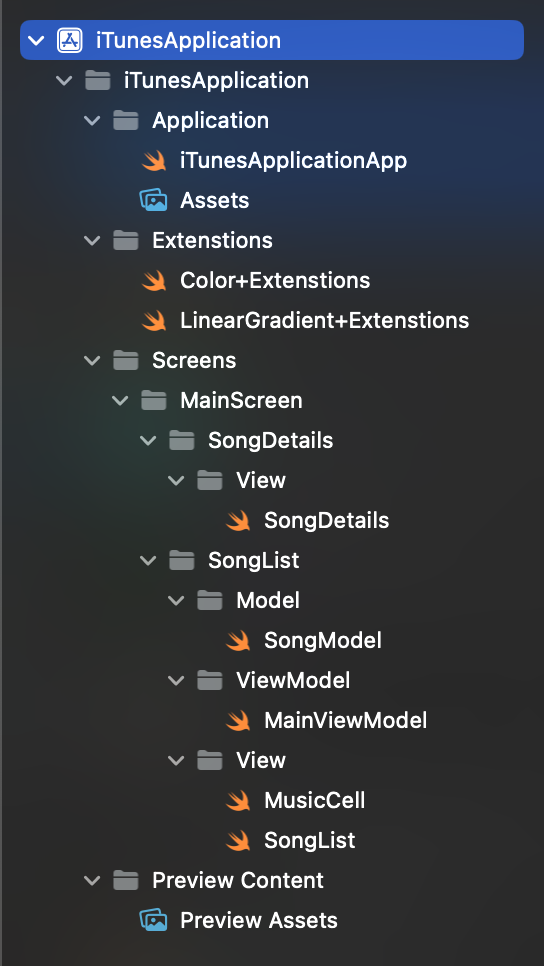 iTunesApplication
iTunesApplication
Application
iTunesApplicationApp
Assets
Extenstions
Color+Extenstions
LinearGradient+Extenstions
Screens
MainScreen
SongDetails
View
SongDetails
SongList
Model
SongModel
ViewModel
MainViewModel
View
MusicCell
SongList
Preview Content
Preview Assets